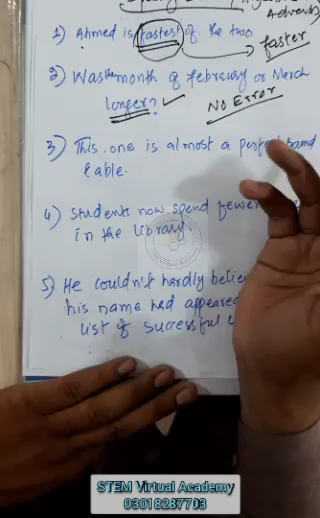 Adverb)
1) Ahmed is fastest of the two
faster
2) Was the month of february or March
longer? ✓ No Error
3) This one is almost a perfect
table.
4) Students now spend fewer
in the library.
5) He couldn't hardly believe
his name had appeared
list of successful
STEM Virtual Academy
03018287703